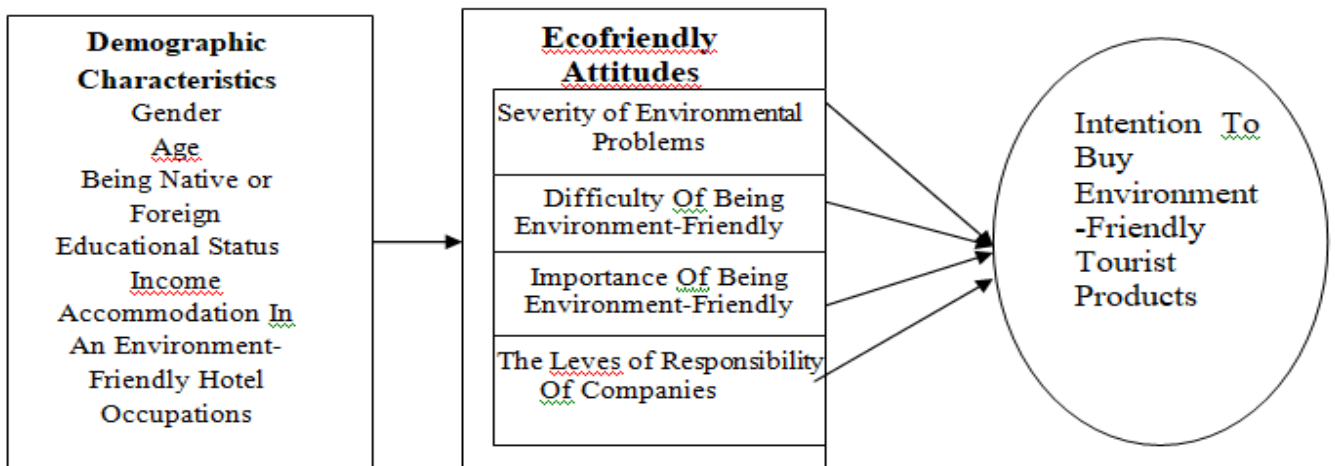 Demographic
Characteristics
Gender
Age
Being Native or
Foreign
Educational Status
Income
Accommodation In
An Environment-
Friendly Hotel
Occupations
Ecofriendly
Attitudes
Severity of Environmental
Problems
Difficulty Of Being
Environment-Friendly
Importance Of Being
Environment-Friendly
The Leves of Responsibility
Of Companies
Intention To
Buy
Environment
-Friendly
Tourist
Products